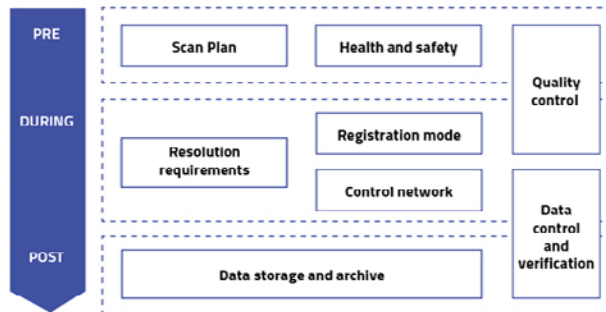 PRE
Scan Plan
Health and safety
Quality
control
DURING
Resolution
requirements
Registration mode
Control network
Data
control
and
verification
POST
Data storage and archive